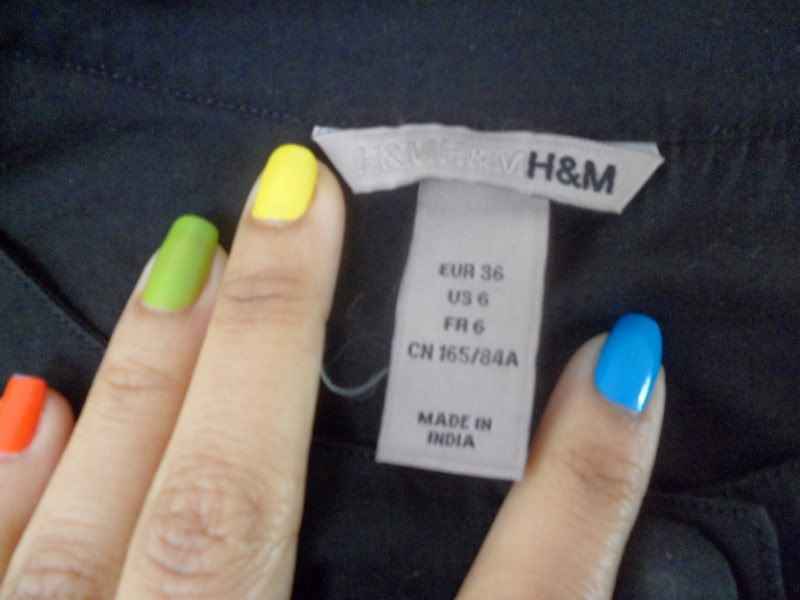 H&M H&M H&M
EUR 36
US 6
FR 6
CN 165/84A
MADE IN
INDIA